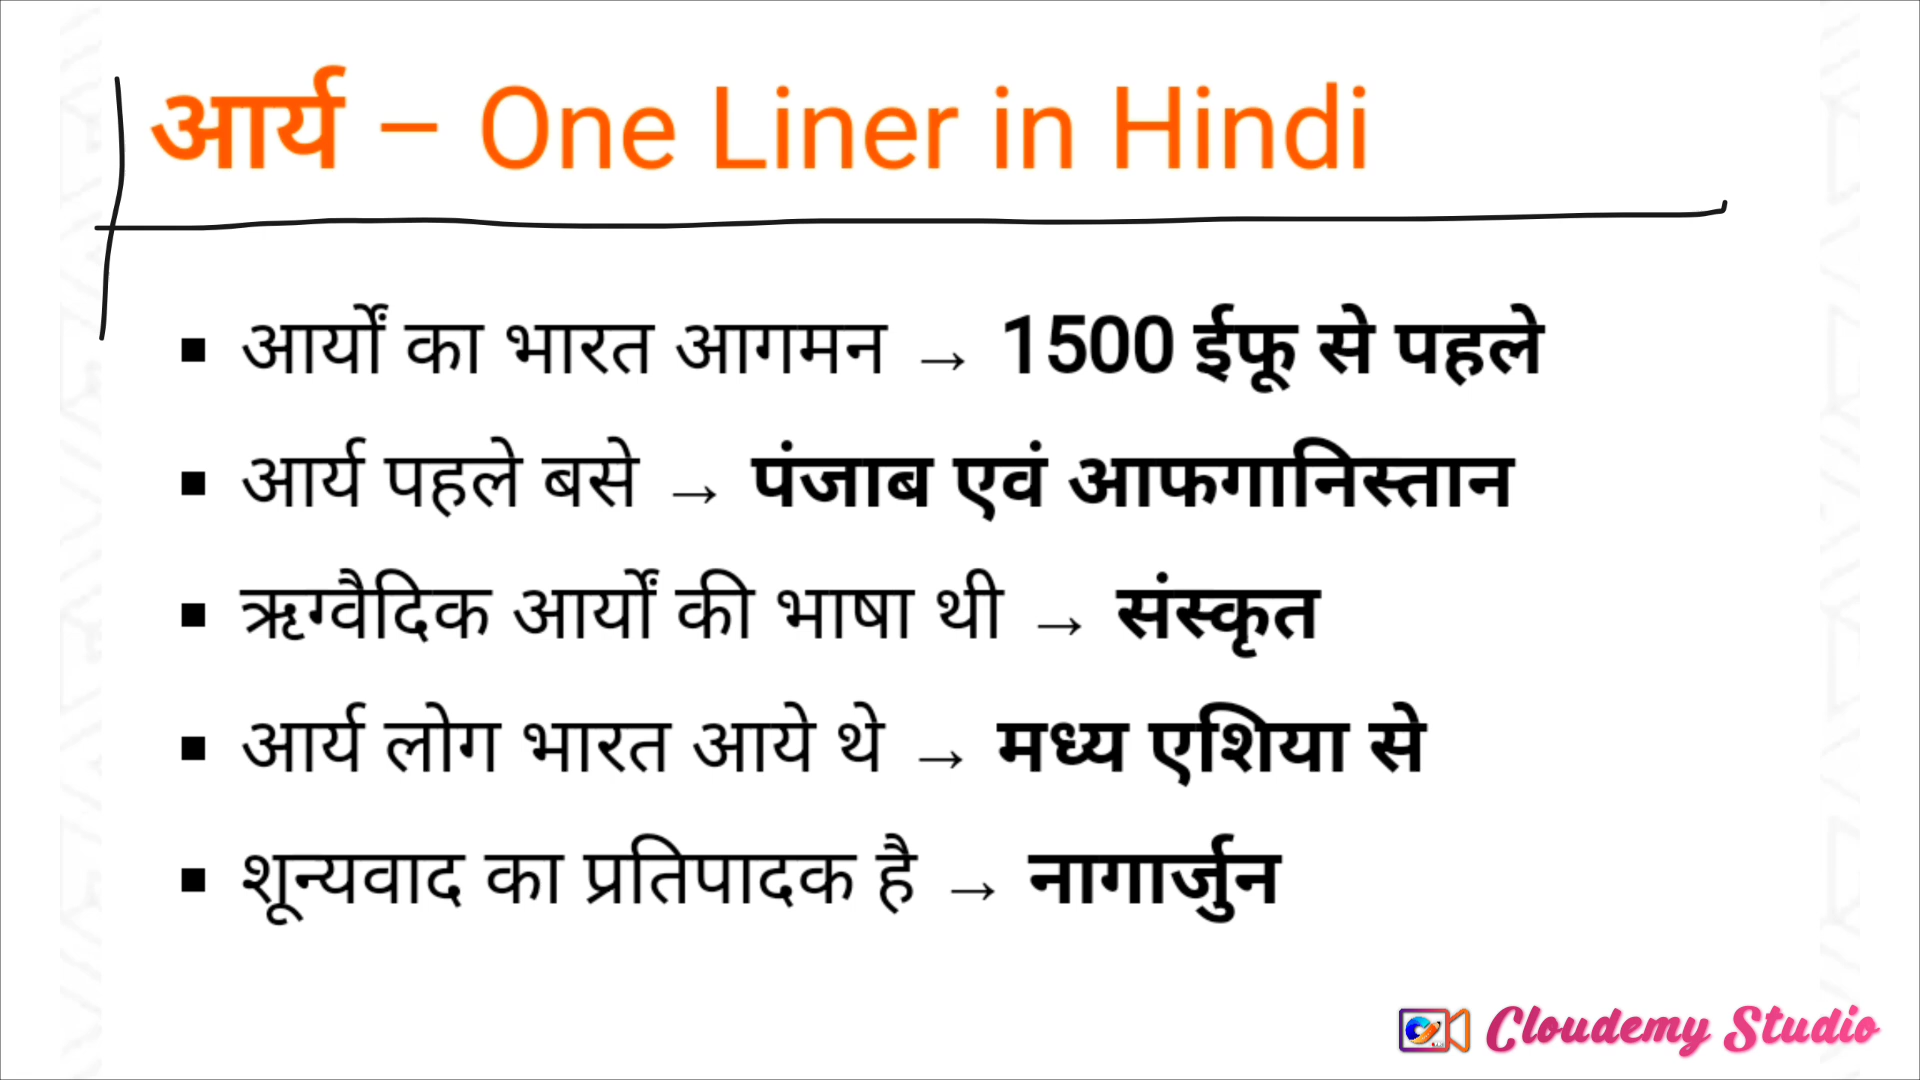 आर्य – One Liner in Hindi
▪ आर्यों का भारत आगमन → 1500 ईफू से पहले
▪ आर्य पहले बसे → पंजाब एवं आफगानिस्तान
▪ ऋग्वैदिक आर्यों की भाषा थी → संस्कृत
▪ आर्य लोग भारत आये थे → मध्य एशिया से
▪ शून्यवाद का प्रतिपादक है → नागार्जुन
Cloudemy Studio